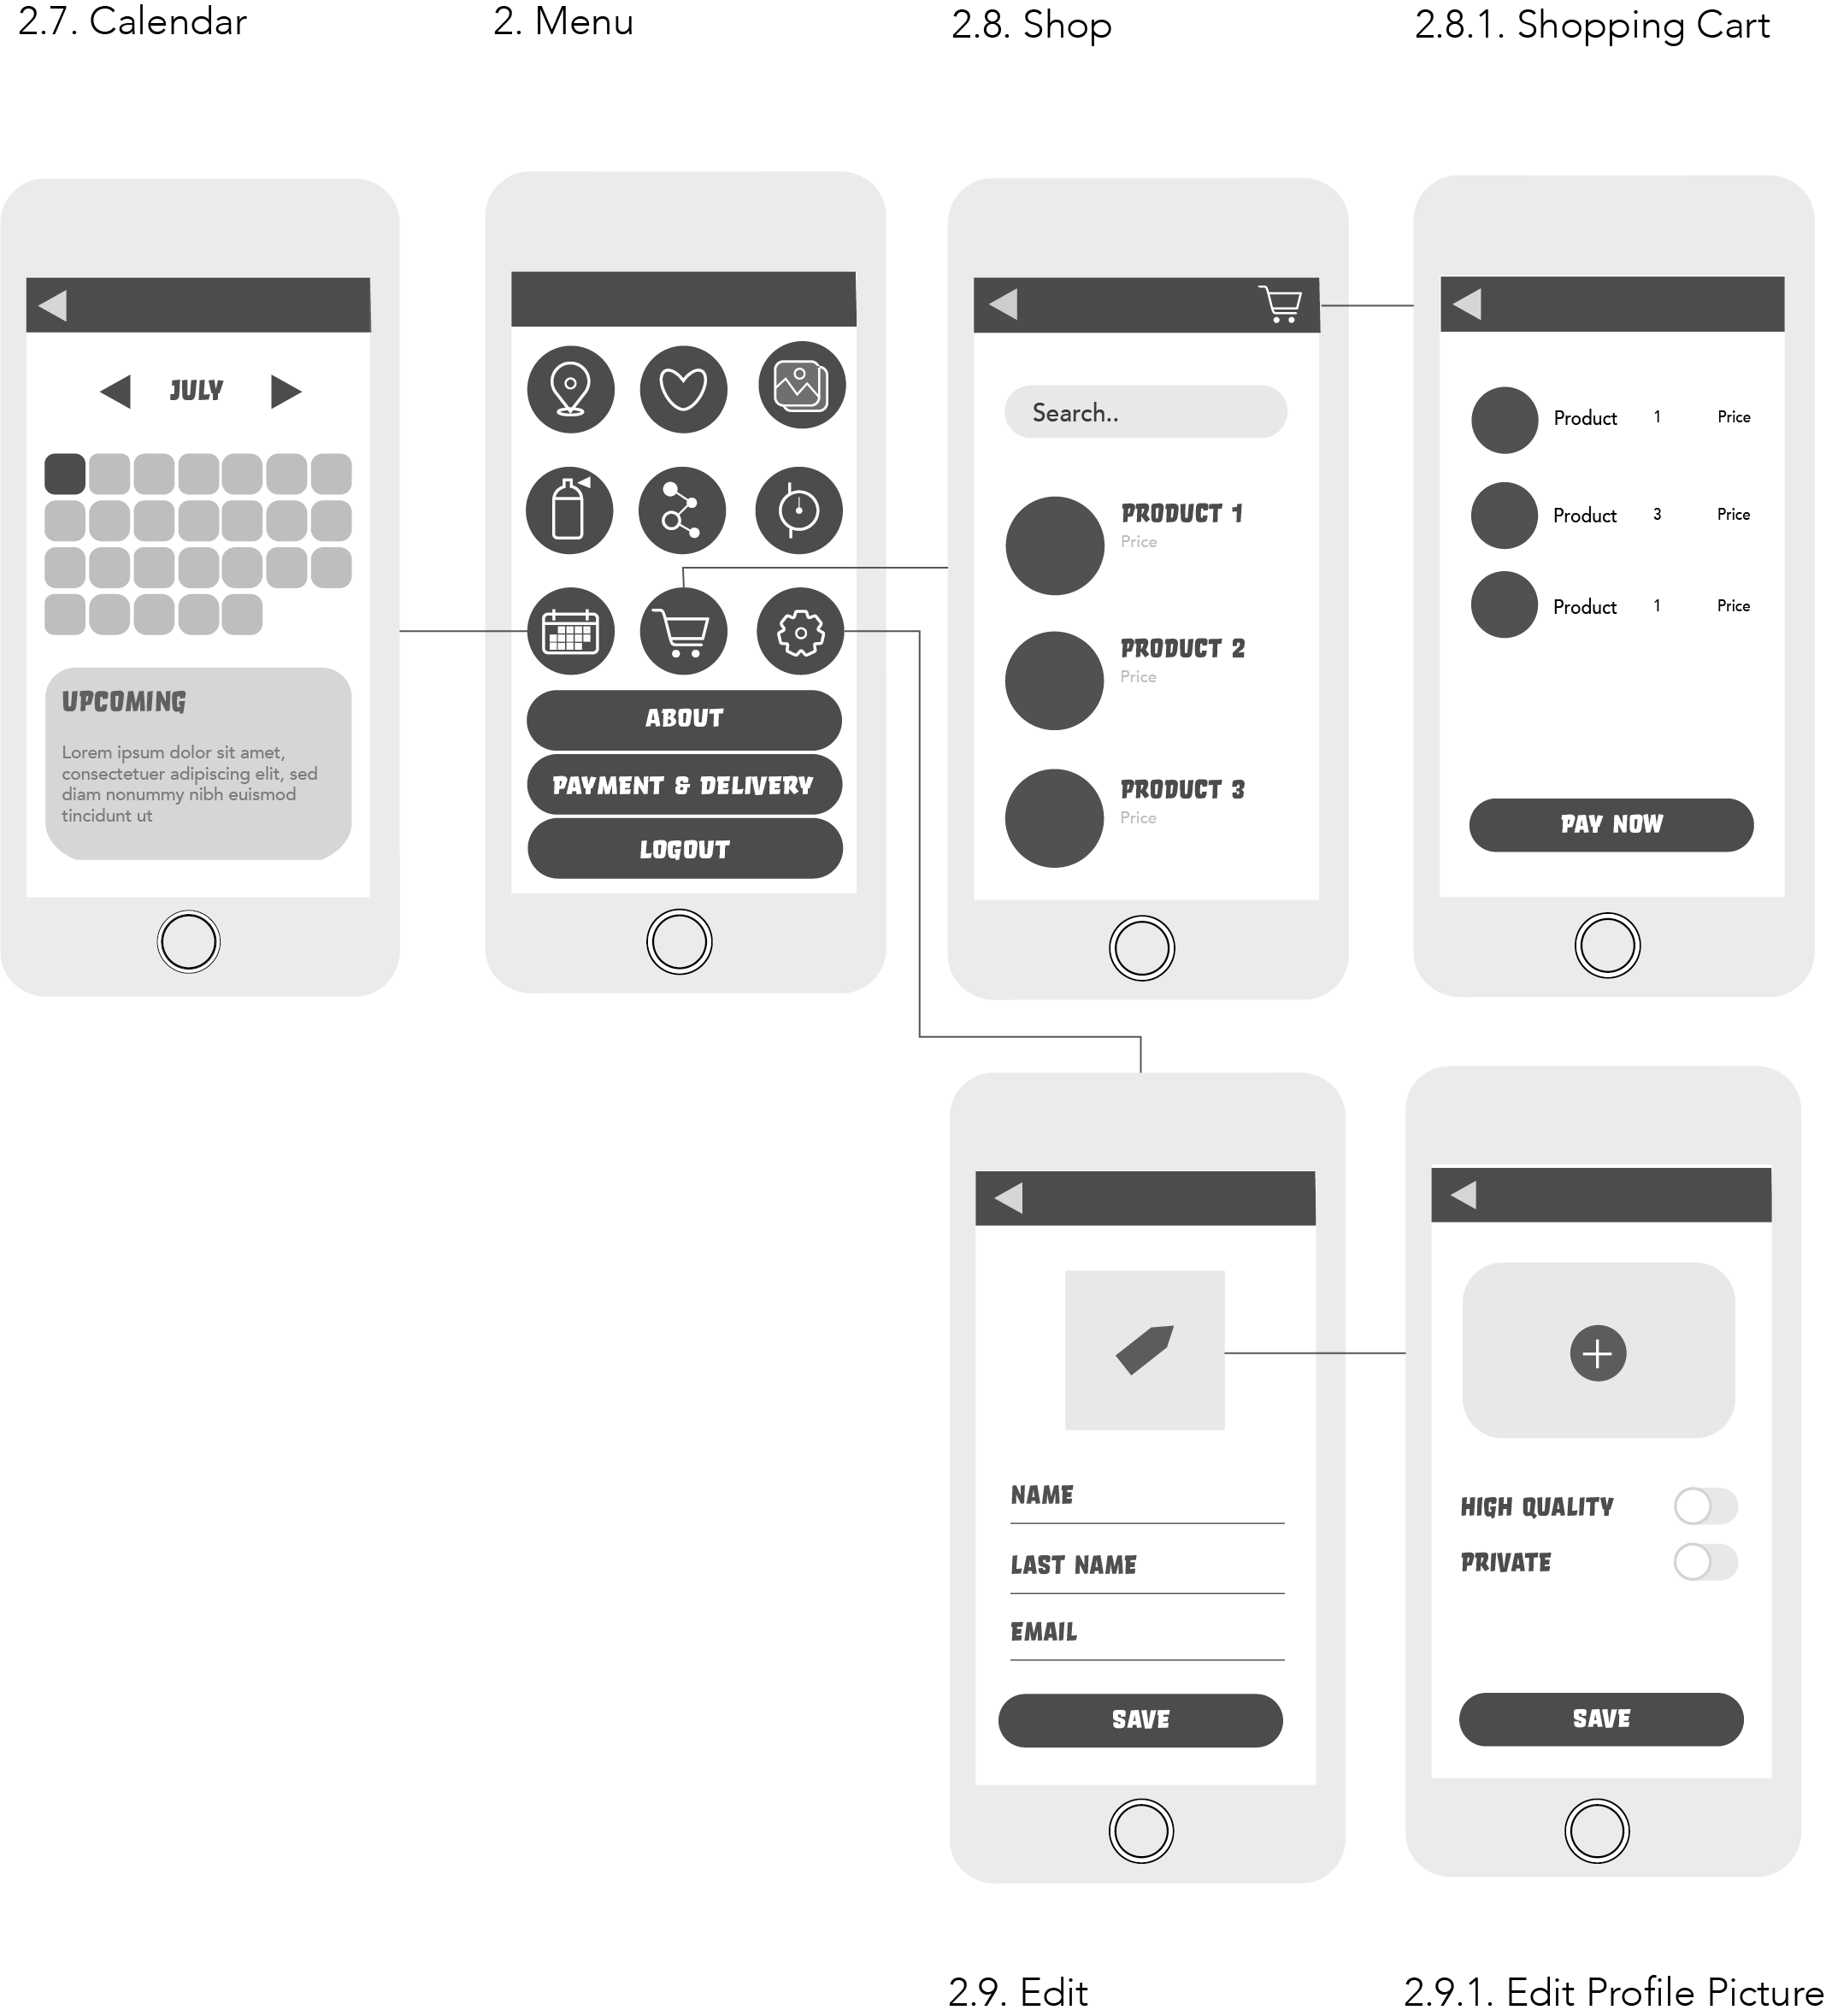 2.7. Calendar
2. Menu
2.8. Shop
2.8.1. Shopping Cart
JULY
UPCOMING
Lorem ipsum dolor sit amet,
consectetuer adipiscing elit, sed
diam nonummy nibh euismod
tincidunt ut
ABOUT
PAYMENT & DELIVERY
LOGOUT
Search..
PRODUCT 1
Price
PRODUCT 2
Price
PRODUCT 3
Price
Product 1 Price
Product 3 Price
Product 1 Price
PAY NOW
NAME
LAST NAME
EMAIL
SAVE
HIGH QUALITY
PRIVATE
SAVE
2.9. Edit
2.9.1. Edit Profile Picture